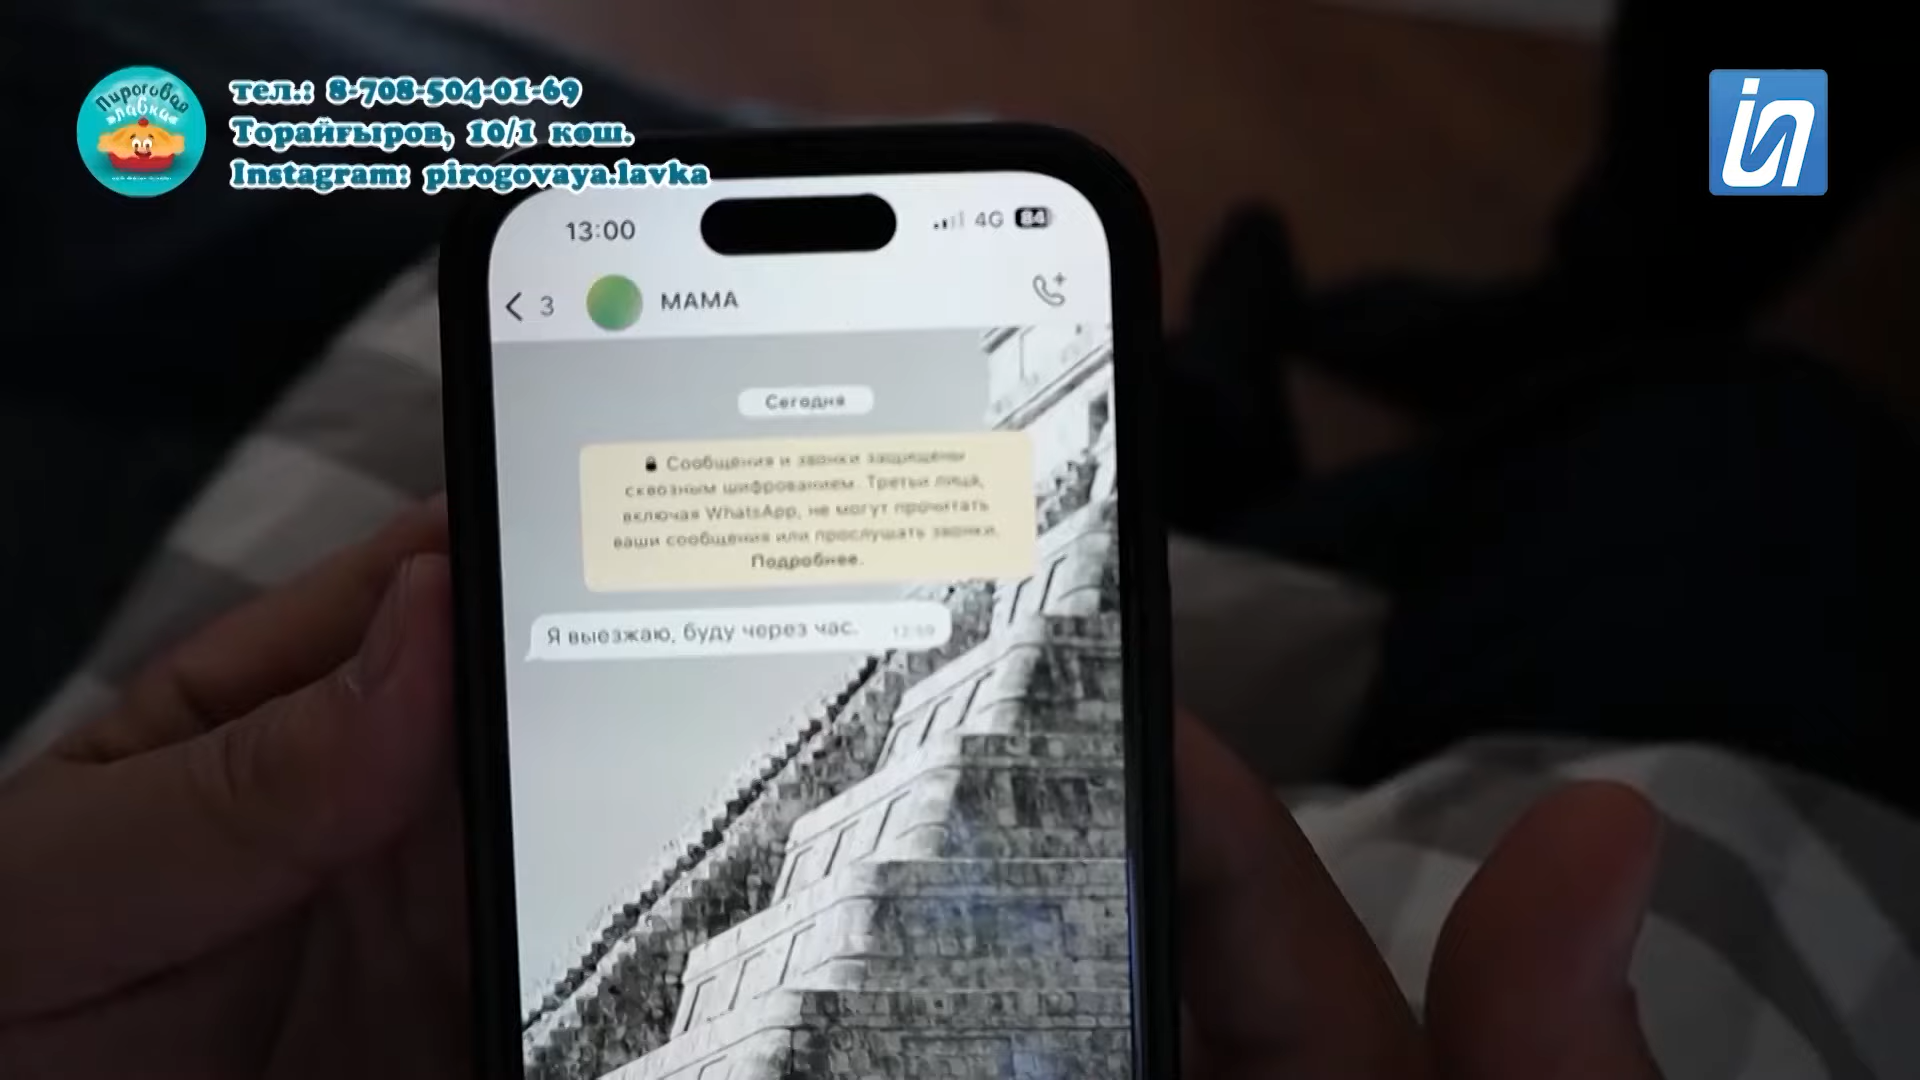 Пироговая
лавка
тел.: 8-708-504-01-69
Торайғыров, 10/1 көш.
Instagram: pirogovaya.lavka
13:00
4G 84
3 МАМА
Сегодня
Сообщения и звонки защищены
сквозным шифрованием. Третьи лица,
включая WhatsApp, не могут прочитать
ваши сообщения или прослушать звонки.
Подробнее.
Я выезжаю, буду через час. 12:59